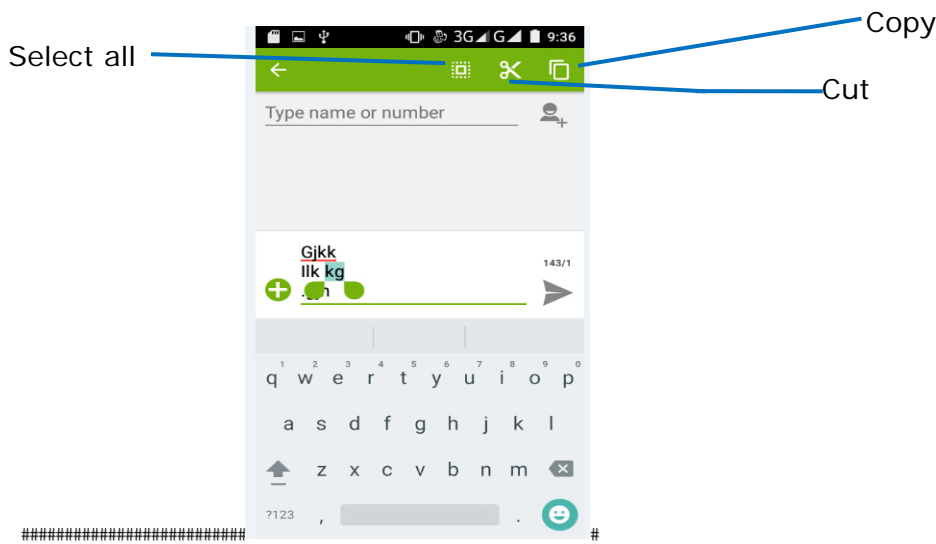 Copy
Select all
3G G 9:36
Cut
Type name or number
Gjkk
Ilk kg
143/1
1 2 3 4 5 6 7 8 9 0
q w e r t y u i o p
a s d f g h j k l
z x c v b n m
?123 , .
########################## #